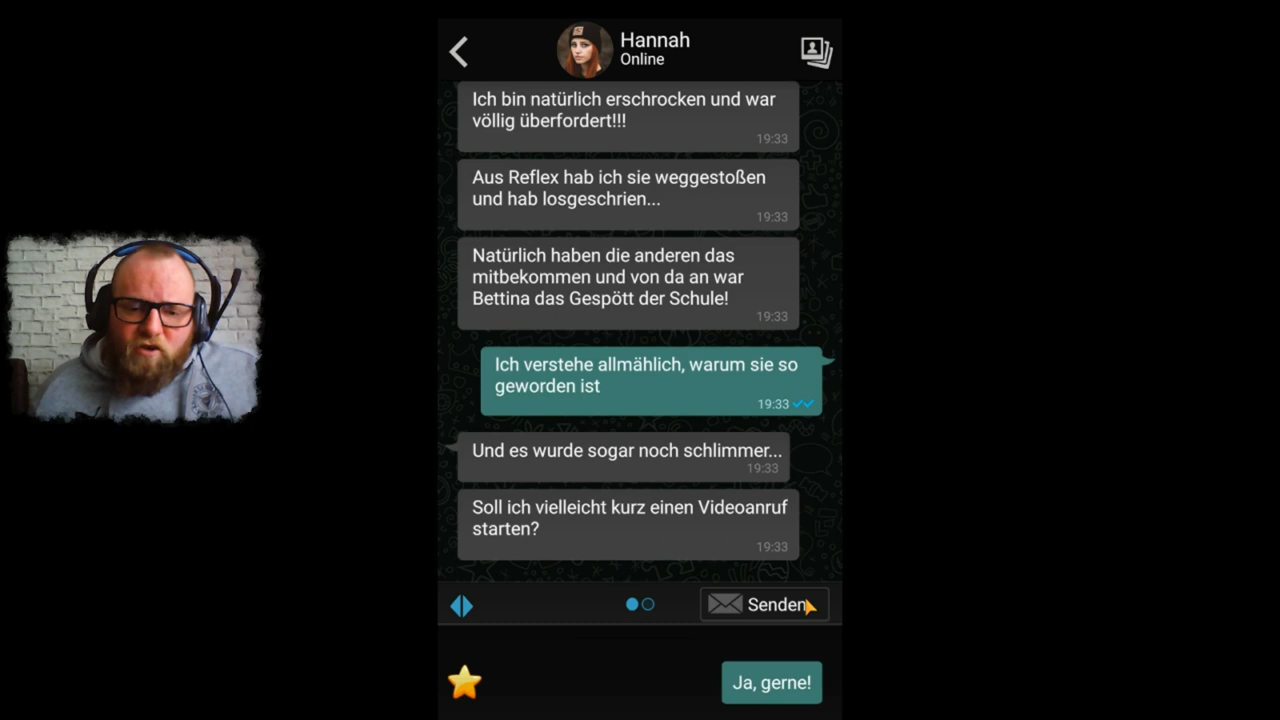 Hannah
Online
Ich bin natürlich erschrocken und war
völlig überfordert!!!
19:33
Aus Reflex hab ich sie weggestoßen
und hab losgeschrien...
19:33
Natürlich haben die anderen das
mitbekommen und von da an war
Bettina das Gespött der Schule!
19:33
Ich verstehe allmählich, warum sie so
geworden ist
19:33
Und es wurde sogar noch schlimmer...
19:33
Soll ich vielleicht kurz einen Videoanruf
starten?
19:33
Senden
Ja, gerne!